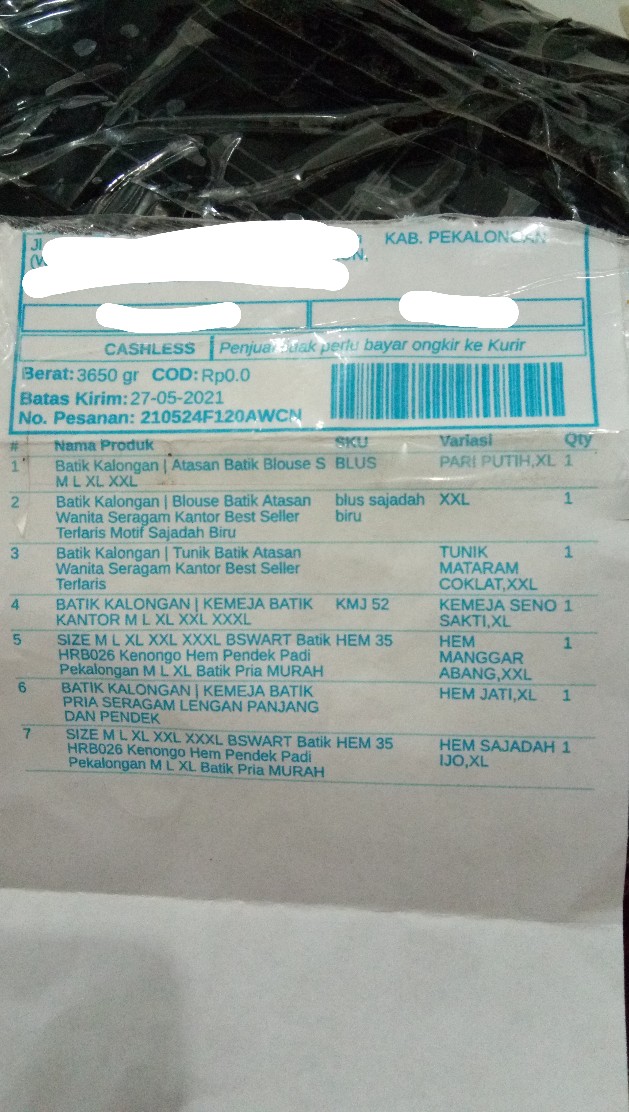 Jl
KAB. PEKALONGAN
CASHLESS Penjual tidak perlu bayar ongkir ke Kurir
Berat: 3650 gr COD: Rp0.0
Batas Kirim: 27-05-2021
No. Pesanan: 210524F120AWCN
# Nama Produk SKU Variasi Qty
1 Batik Kalongan | Atasan Batik Blouse S BLUS PARI PUTIH,XL 1
M L XL XXL
2 Batik Kalongan | Blouse Batik Atasan blus sajadah XXL 1
Wanita Seragam Kantor Best Seller biru
Terlaris Motif Sajadah Biru
3 Batik Kalongan | Tunik Batik Atasan TUNIK 1
Wanita Seragam Kantor Best Seller MATARAM
Terlaris COKLAT,XXL
4 BATIK KALONGAN | KEMEJA BATIK KMJ 52 KEMEJA SENO 1
KANTOR M L XL XXL XXXL SAKTI,XL
5 SIZE M L XL XXL XXXL BSWART Batik HEM 35 HEM 1
HRB026 Kenongo Hem Pendek Padi MANGGAR
Pekalongan M L XL Batik Pria MURAH ABANG,XXL
6 BATIK KALONGAN | KEMEJA BATIK HEM JATI,XL 1
PRIA SERAGAM LENGAN PANJANG
DAN PENDEK
7 SIZE M L XL XXL XXXL BSWART Batik HEM 35 HEM SAJADAH 1
HRB026 Kenongo Hem Pendek Padi IJO,XL
Pekalongan M L XL Batik Pria MURAH